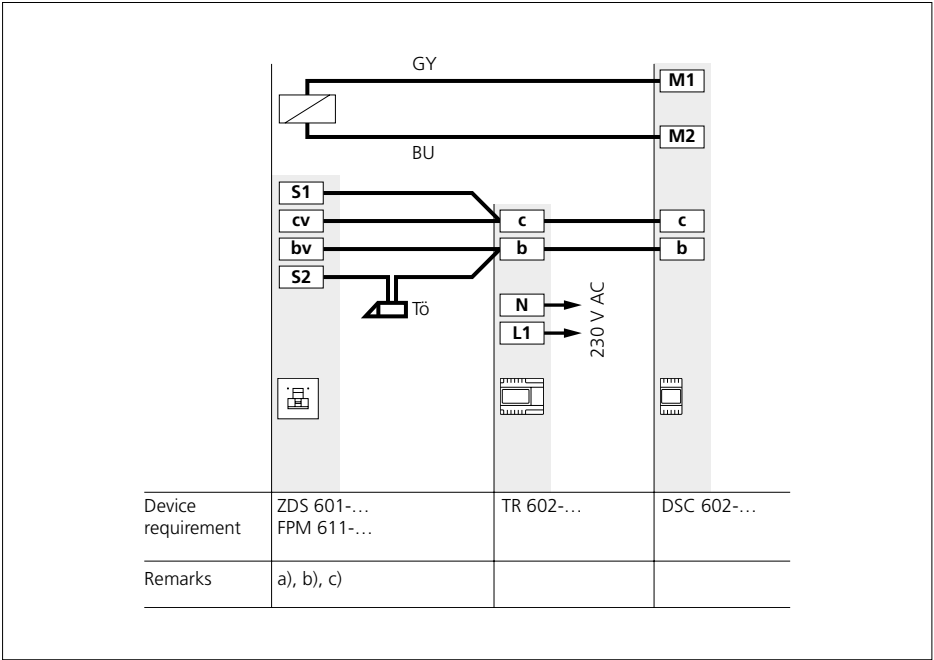 GY
M1
M2
BU
S1
cv c c
bv b b
S2
Tö
N
L1
230 V AC
Device requirement
ZDS 601-…
FPM 611-…
TR 602-…
DSC 602-…
Remarks
a), b), c)